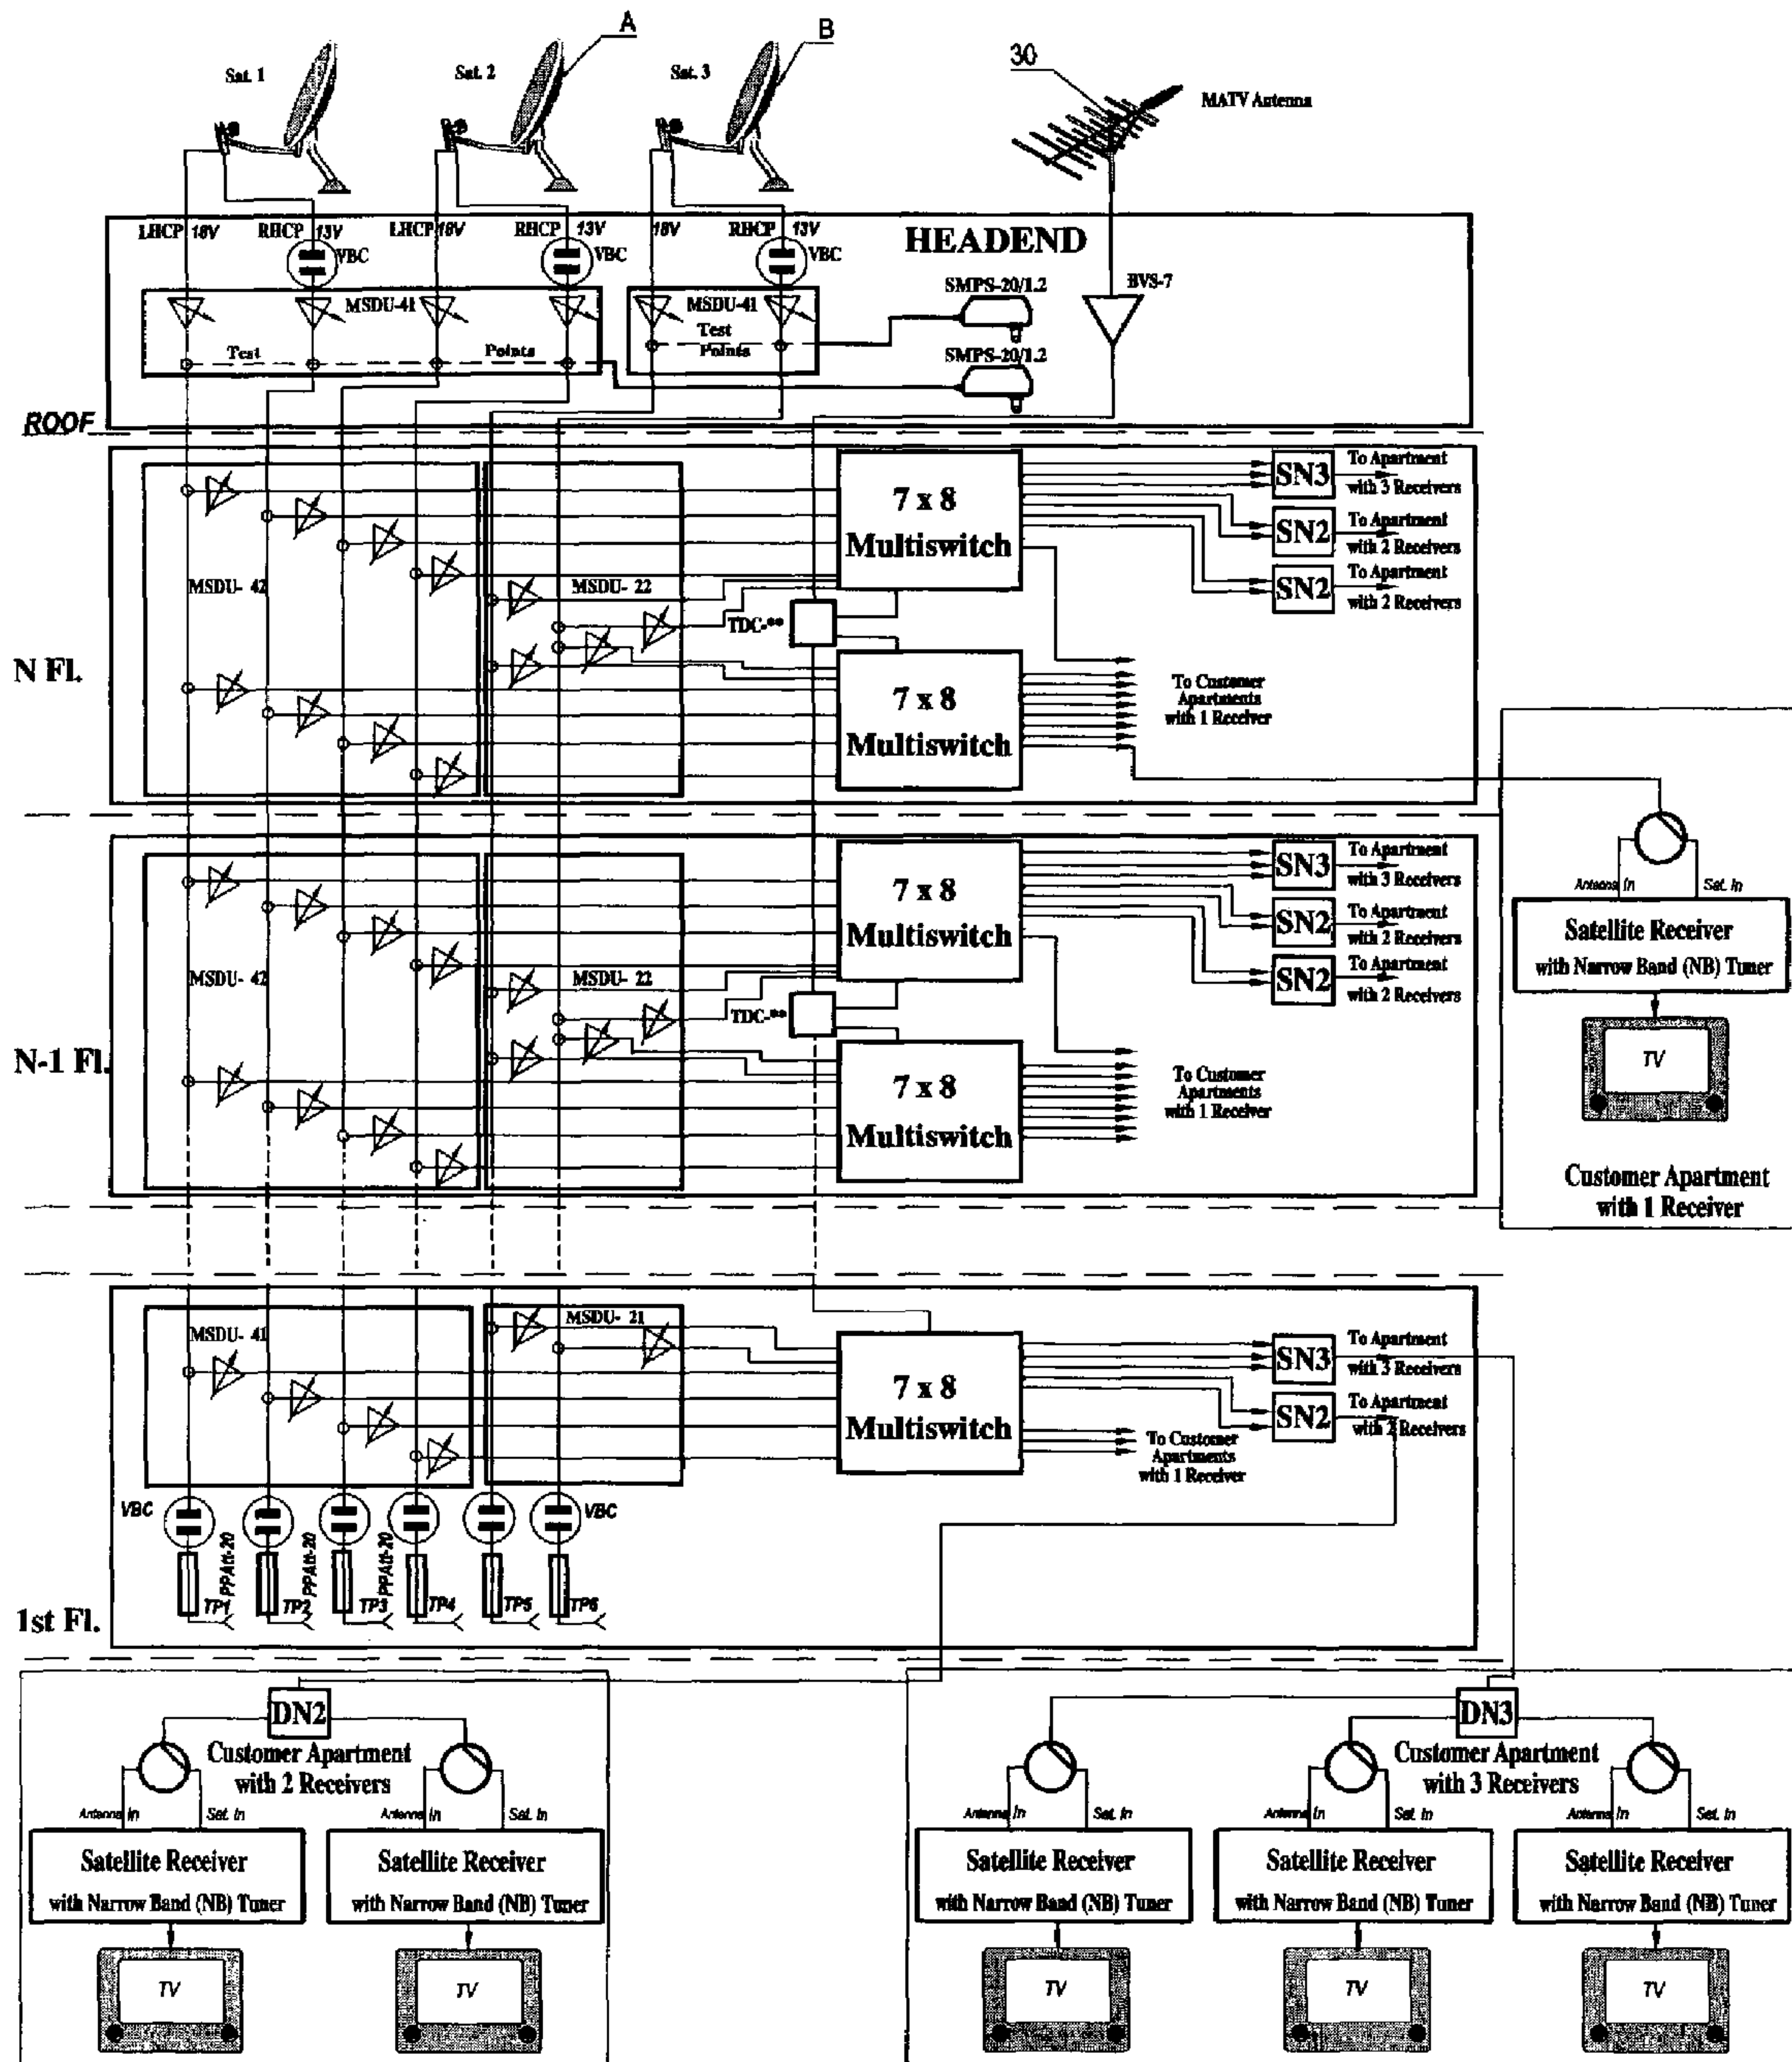 A
B
Sat. 1
Sat. 2
Sat. 3
30
MATV Antenna
LHCP 18V
RHCP 13V
LHCP 18V
RHCP 13V
18V
RHCP 13V
HEADEND
VBC
VBC
VBC
SMPS-20/1.2
BVS-7
MSDU-41
MSDU-41
Test
Points
Test
Points
SMPS-20/1.2
ROOF
7 x 8
Multiswitch
SN3
To Apartment
with 3 Receivers
SN2
To Apartment
with 2 Receivers
SN2
To Apartment
with 2 Receivers
MSDU- 42
MSDU- 22
TDC-**
N Fl.
7 x 8
Multiswitch
To Customer
Apartments
with 1 Receiver
7 x 8
Multiswitch
SN3
To Apartment
with 3 Receivers
SN2
To Apartment
with 2 Receivers
SN2
To Apartment
with 2 Receivers
MSDU- 42
MSDU- 22
TDC-**
N-1 Fl.
7 x 8
Multiswitch
To Customer
Apartments
with 1 Receiver
Antenna In
Sat. In
Satellite Receiver
with Narrow Band (NB) Tuner
TV
Customer Apartment
with 1 Receiver
MSDU- 41
MSDU- 21
7 x 8
Multiswitch
SN3
To Apartment
with 3 Receivers
SN2
To Apartment
with 2 Receivers
To Customer
Apartments
with 1 Receiver
VBC
VBC
PPAtt-20
PPAtt-20
PPAtt-20
TP1
TP2
TP3
TP4
TP5
TP6
1st Fl.
DN2
Customer Apartment
with 2 Receivers
Antenna In
Sat. In
Antenna In
Sat. In
Satellite Receiver
with Narrow Band (NB) Tuner
Satellite Receiver
with Narrow Band (NB) Tuner
TV
TV
DN3
Customer Apartment
with 3 Receivers
Antenna In
Sat. In
Antenna In
Sat. In
Antenna In
Sat. In
Satellite Receiver
with Narrow Band (NB) Tuner
Satellite Receiver
with Narrow Band (NB) Tuner
Satellite Receiver
with Narrow Band (NB) Tuner
TV
TV
TV